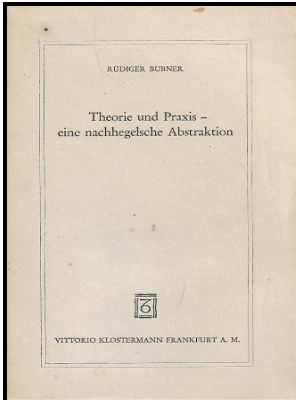 RÜDIGER BUBNER
Theorie und Praxis –
eine nachhegelsche Abstraktion
VITTORIO KLOSTERMANN FRANKFURT A. M.